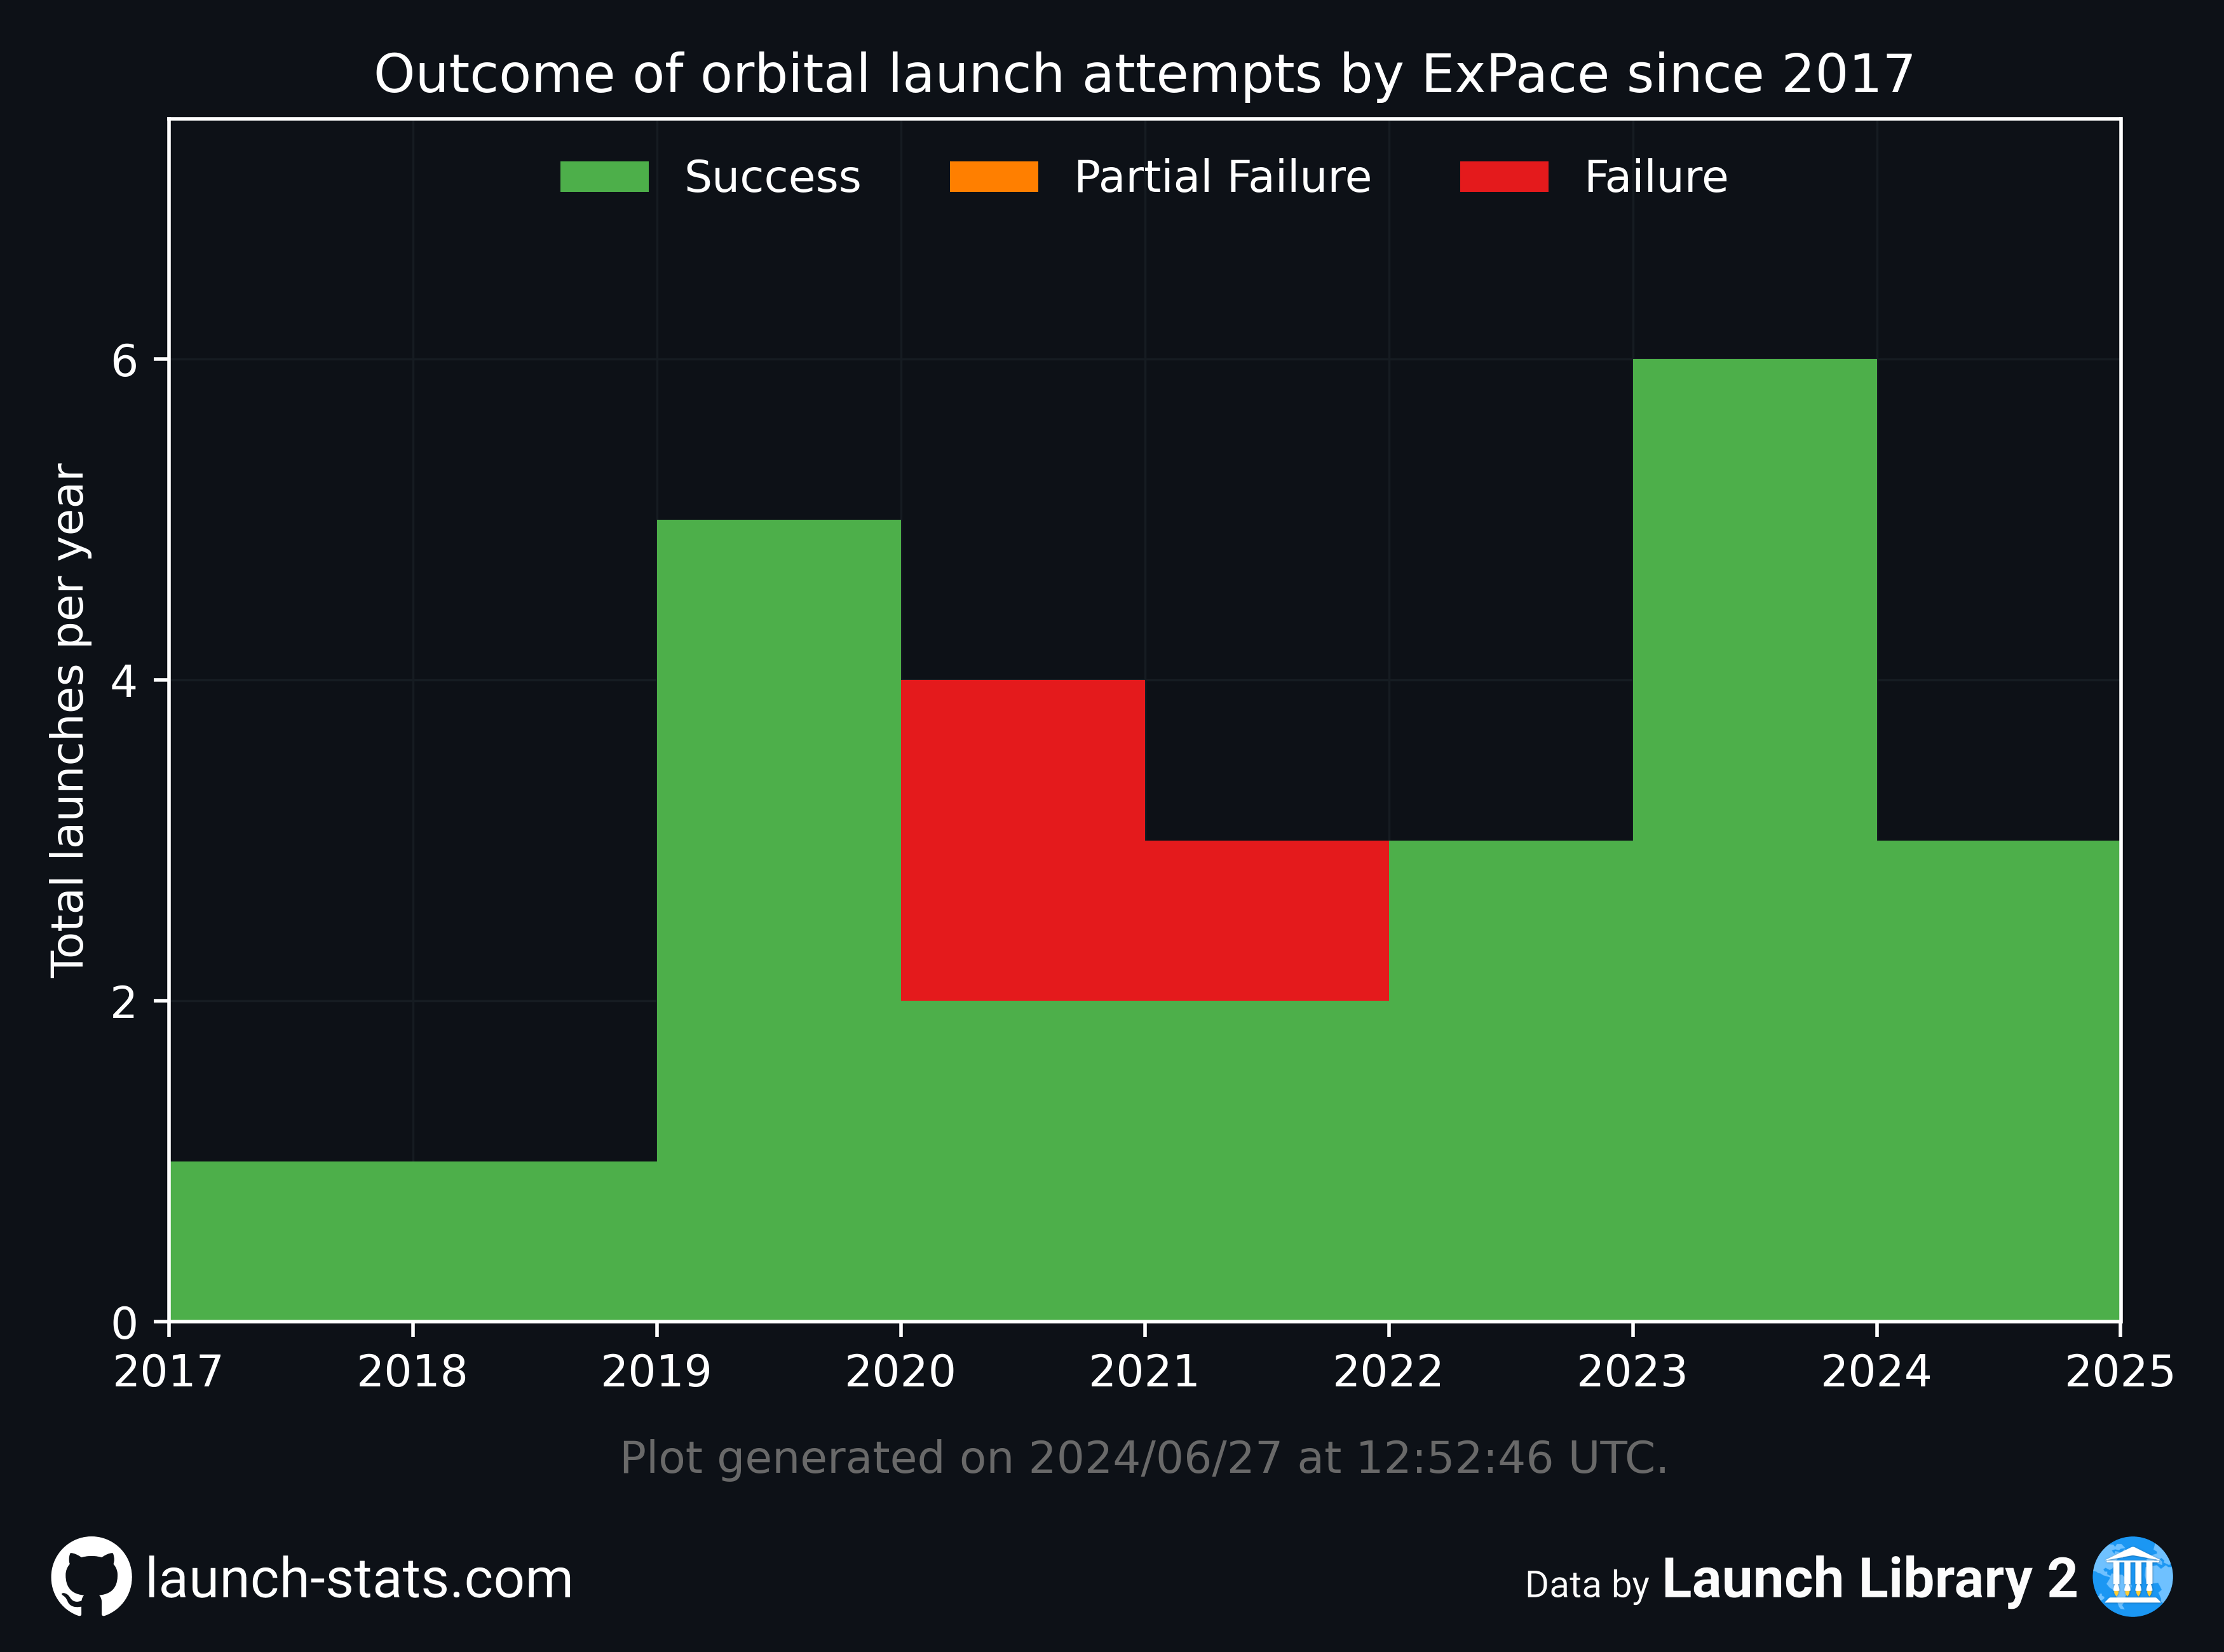 Outcome of orbital launch attempts by ExPace since 2017
Success Partial Failure Failure
Total launches per year
6
4
2
0
2017 2018 2019 2020 2021 2022 2023 2024 2025
Plot generated on 2024/06/27 at 12:52:46 UTC.
launch-stats.com
Data by Launch Library 2